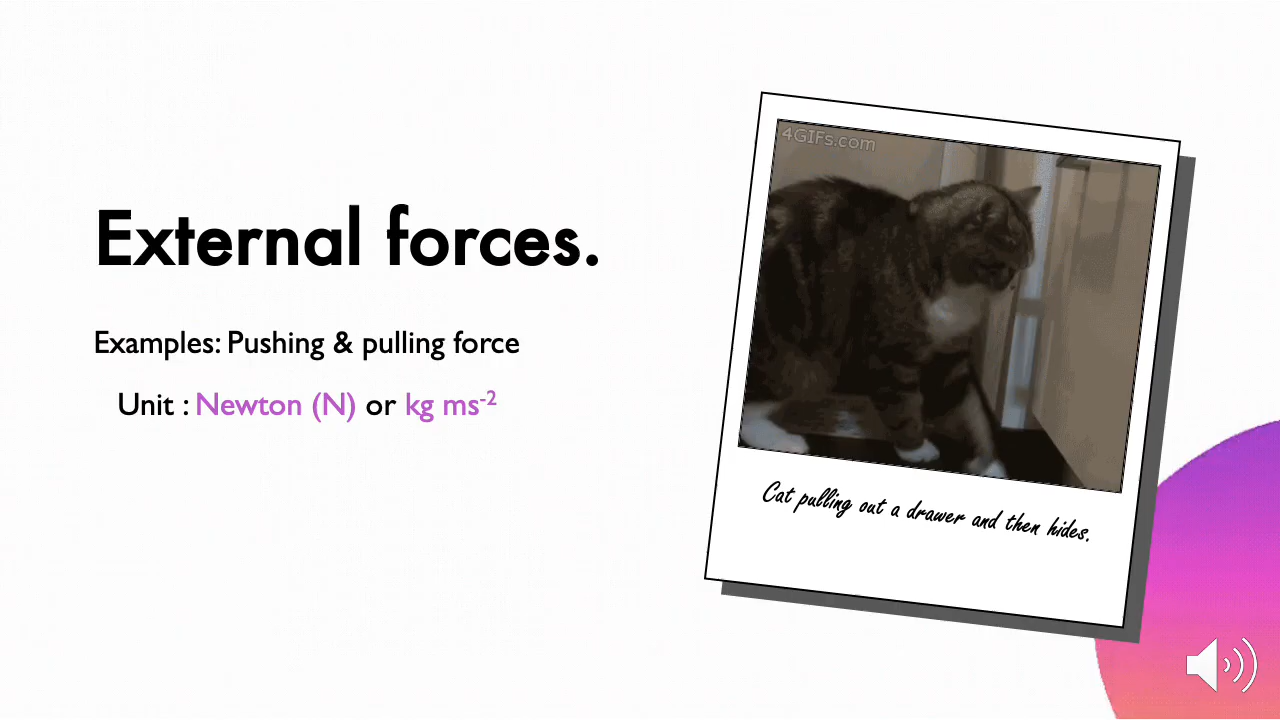 External forces.
Examples: Pushing & pulling force
Unit : Newton (N) or kg ms⁻²
4GIFs.com
Cat pulling out a drawer and then hides.